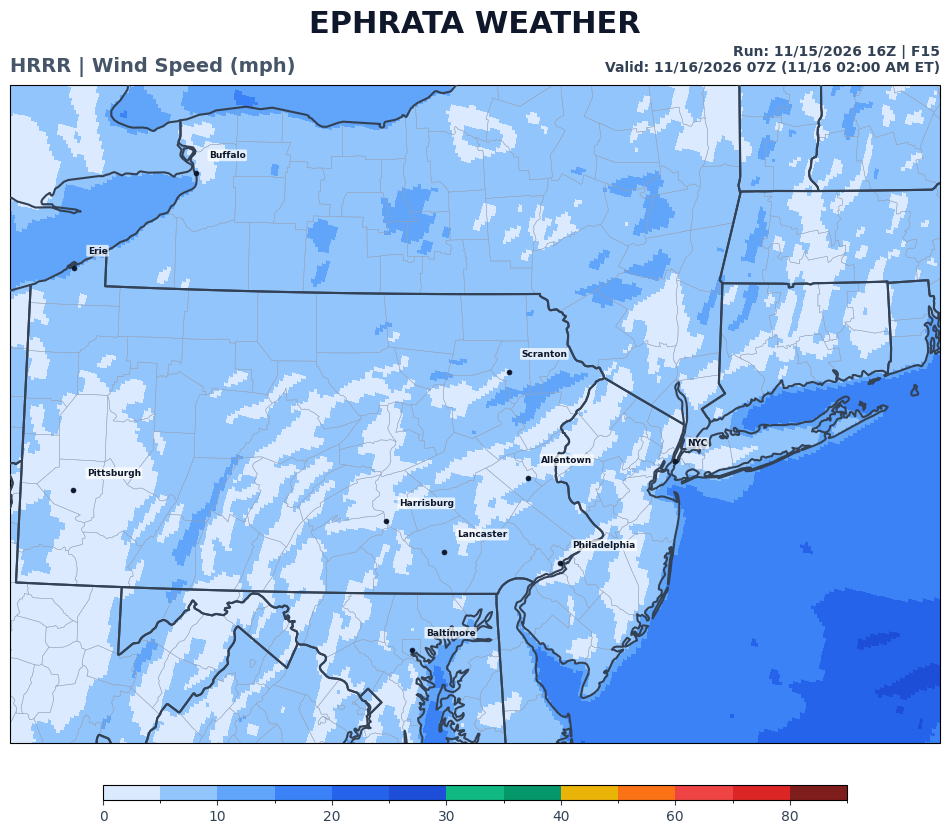 EPHRATA WEATHER
HRRR | Wind Speed (mph)
Run: 11/15/2026 16Z | F15
Valid: 11/16/2026 07Z (11/16 02:00 AM ET)
Buffalo
Erie
Scranton
NYC
Allentown
Pittsburgh
Harrisburg
Lancaster
Philadelphia
Baltimore
0 10 20 30 40 50 60 70 80